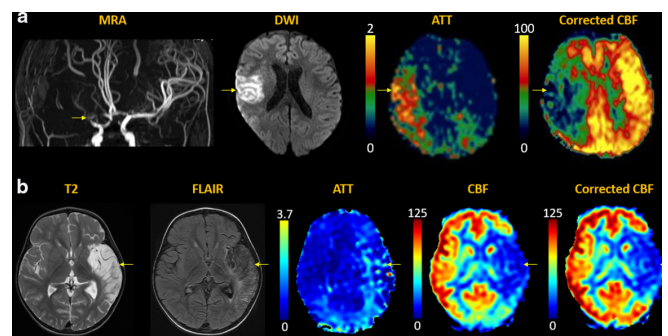 a
MRA
DWI
ATT
Corrected CBF
2
0
100
0
b
T2
FLAIR
ATT
CBF
Corrected CBF
3.7
0
125
0
125
0